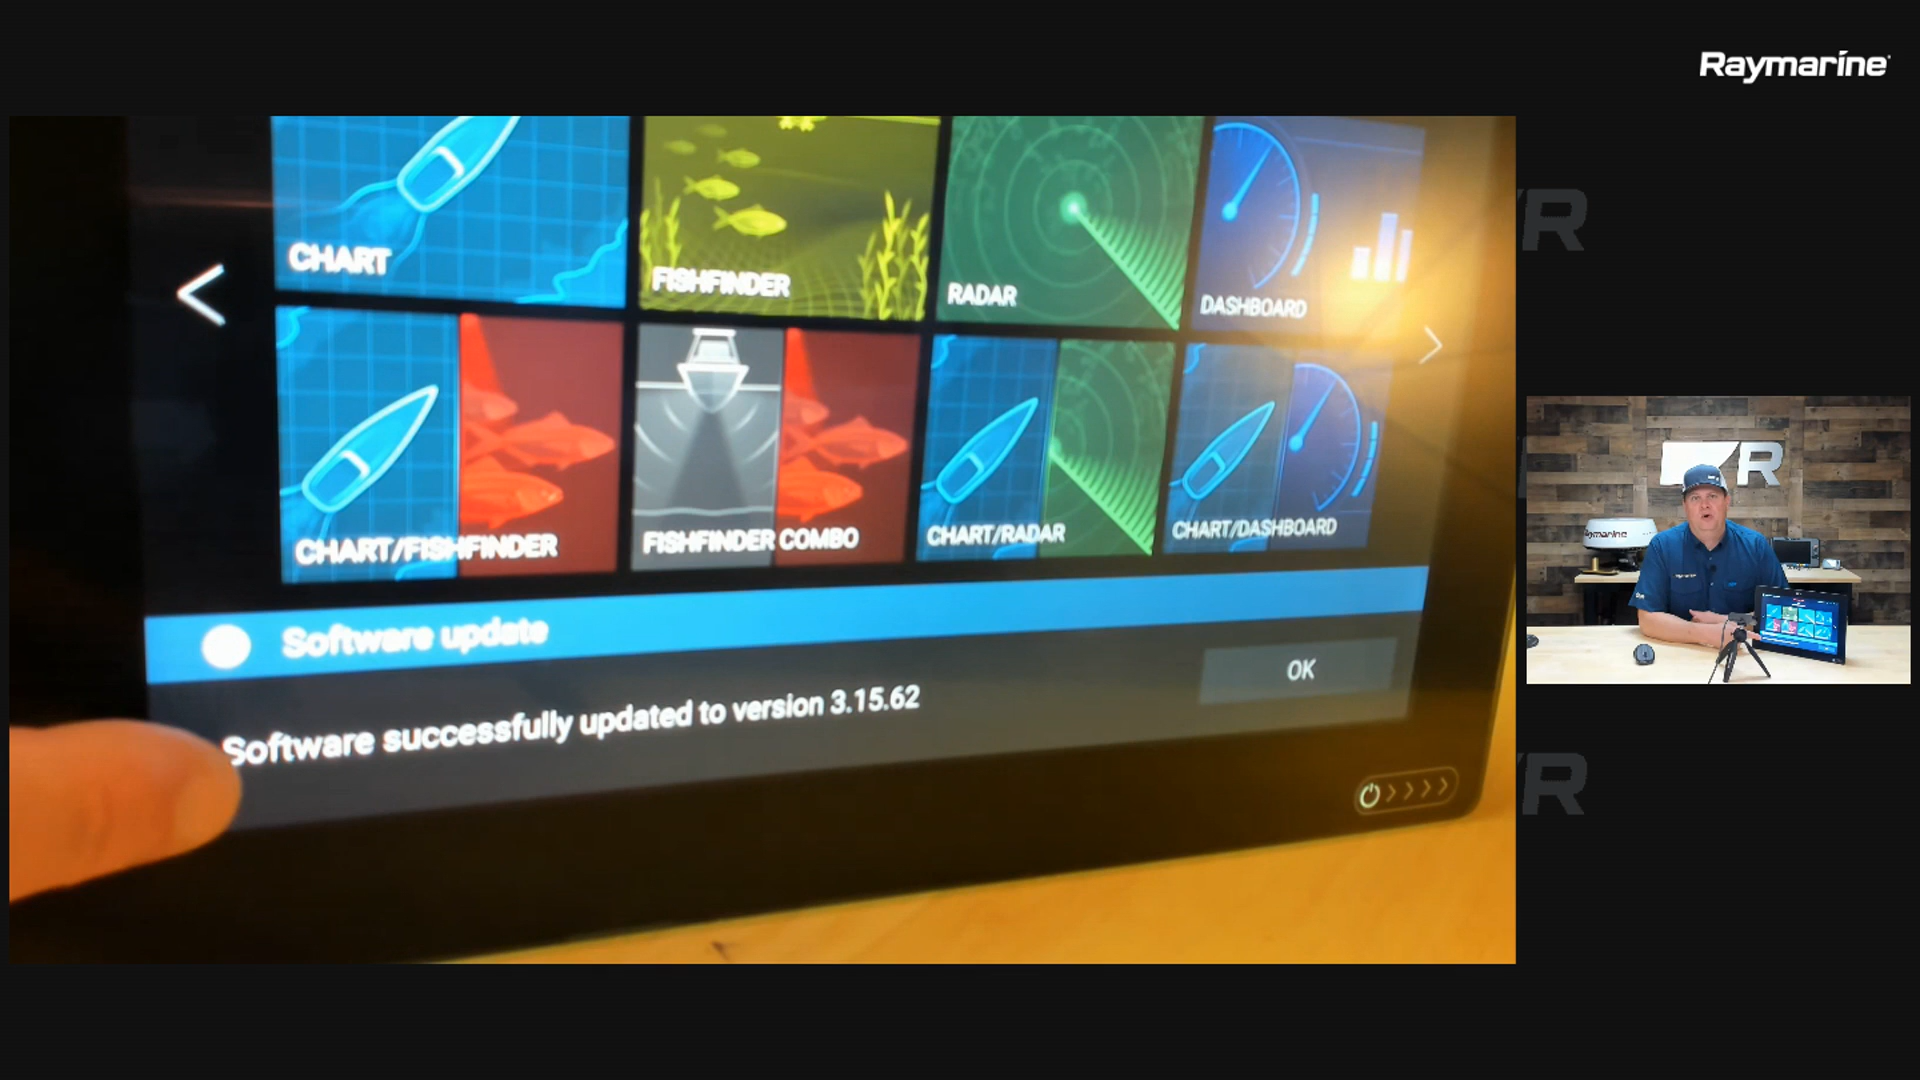 Raymarine
CHART
FISHFINDER
RADAR
DASHBOARD
CHART/FISHFINDER
FISHFINDER COMBO
CHART/RADAR
CHART/DASHBOARD
Software update
Software successfully updated to version 3.15.62
OK
R
R
R
Raymarine